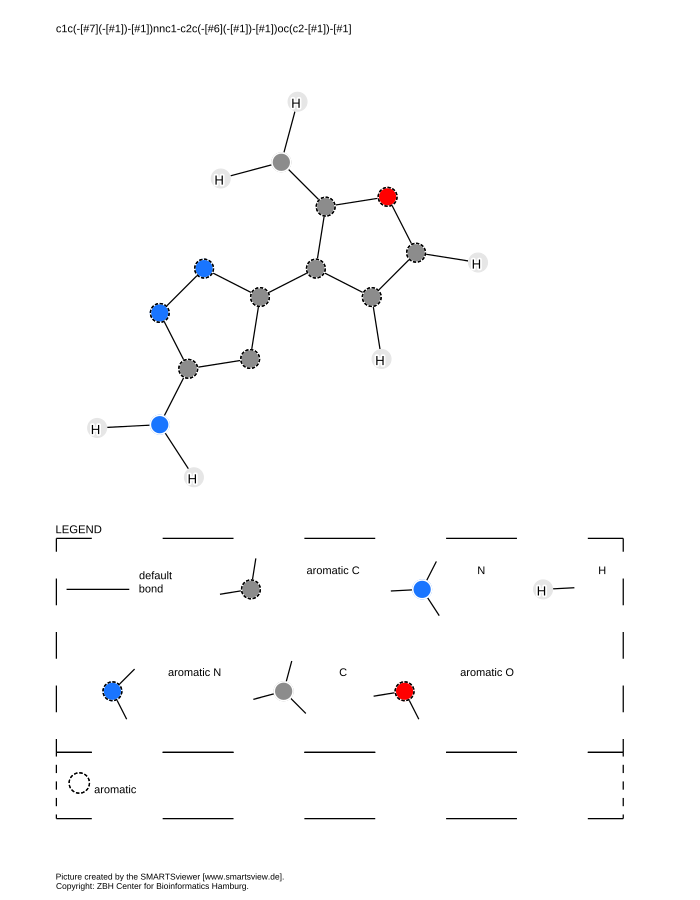 c1c(-[#7](-[#1])-[#1])nnc1-c2c(-[#6](-[#1])-[#1])oc(c2-[#1])-[#1]
H
H
H
H
H
H
LEGEND
default
bond
aromatic C
N
H
H
aromatic N
C
aromatic O
aromatic
Picture created by the SMARTSviewer [www.smartsview.de].
Copyright: ZBH Center for Bioinformatics Hamburg.